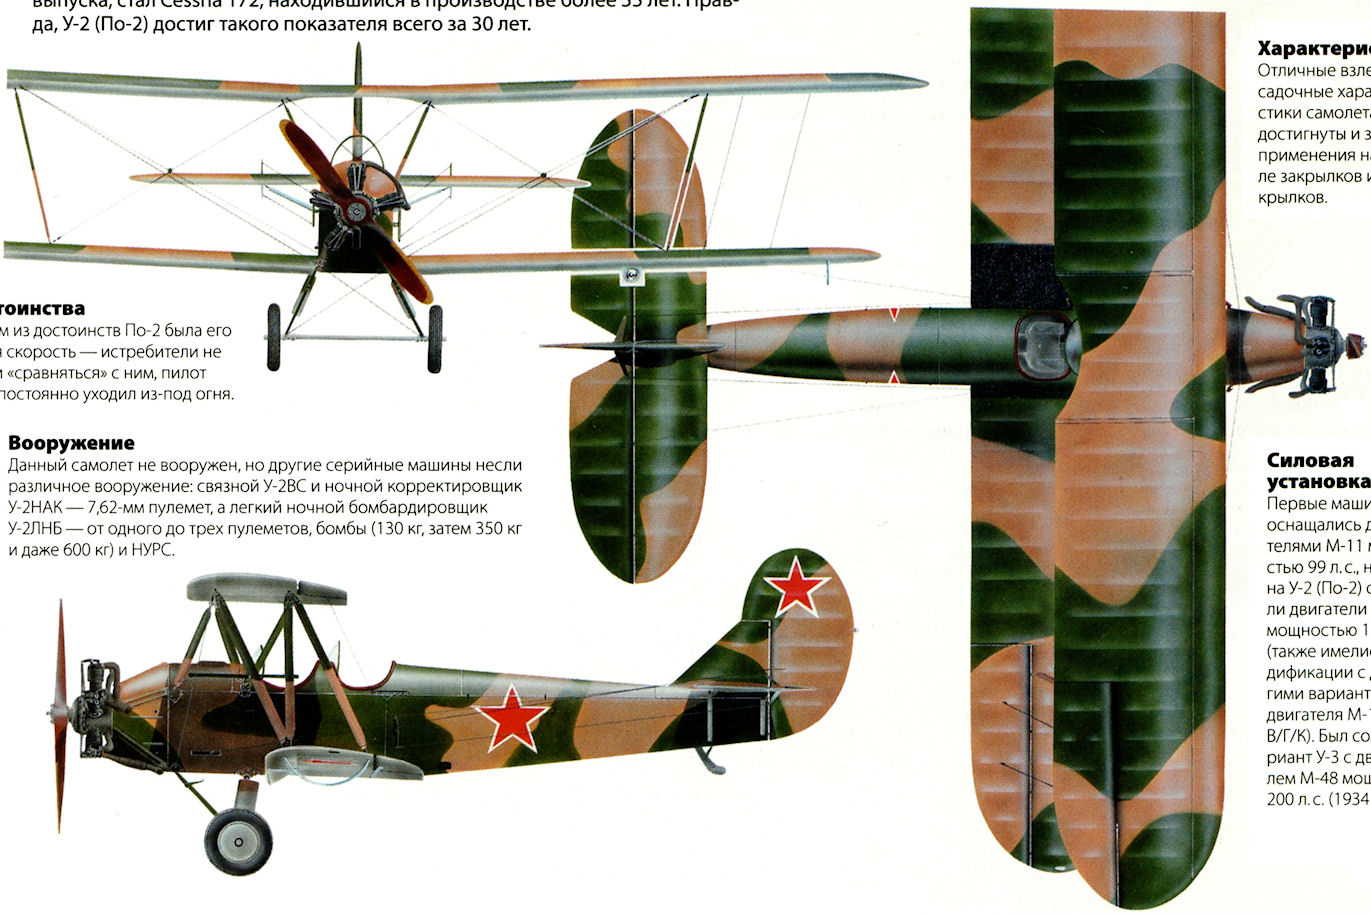 выпуска, стал Cessna 172, находившийся в производстве более 55 лет. Прав-
да, У-2 (По-2) достиг такого показателя всего за 30 лет.
Отличные взле
садочные хара
стики самолета
достигнуты и з
применения на
ле закрылков и
крылков.
тоинства
м из достоинств По-2 была его
я скорость — истребители не
и «сравняться» с ним, пилот
постоянно уходил из-под огня.
Вооружение
Данный самолет не вооружен, но другие серийные машины несли
различное вооружение: связной У-2ВС и ночной корректировщик
У-2НАК — 7,62-мм пулемет, а легкий ночной бомбардировщик
У-2ЛНБ — от одного до трех пулеметов, бомбы (130 кг, затем 350 кг
и даже 600 кг) и НУРС.
Силовая
установка
Первые маши
оснащались д
телями М-11 м
стью 99 л. с., н
на У-2 (По-2) с
ли двигатели
мощностью 1
(также имелис
дификации с д
гими вариант
двигателя М-1
В/Г/К). Был со
риант У-3 с дв
лем М-48 мощ
200 л. с. (1934